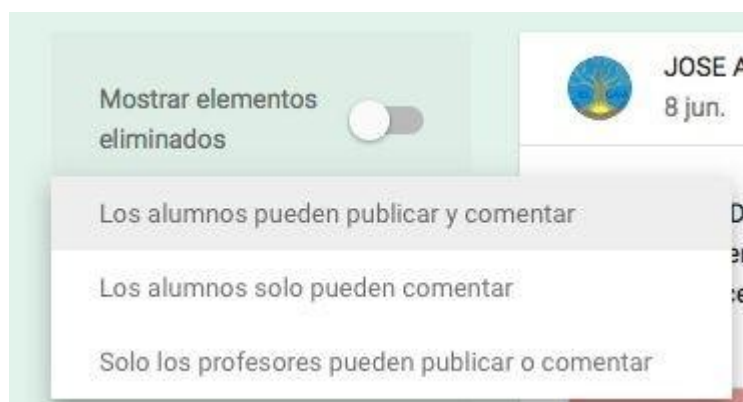 Mostrar elementos
eliminados
JOSE
8 jun.
Los alumnos pueden publicar y comentar
Los alumnos solo pueden comentar
Solo los profesores pueden publicar o comentar